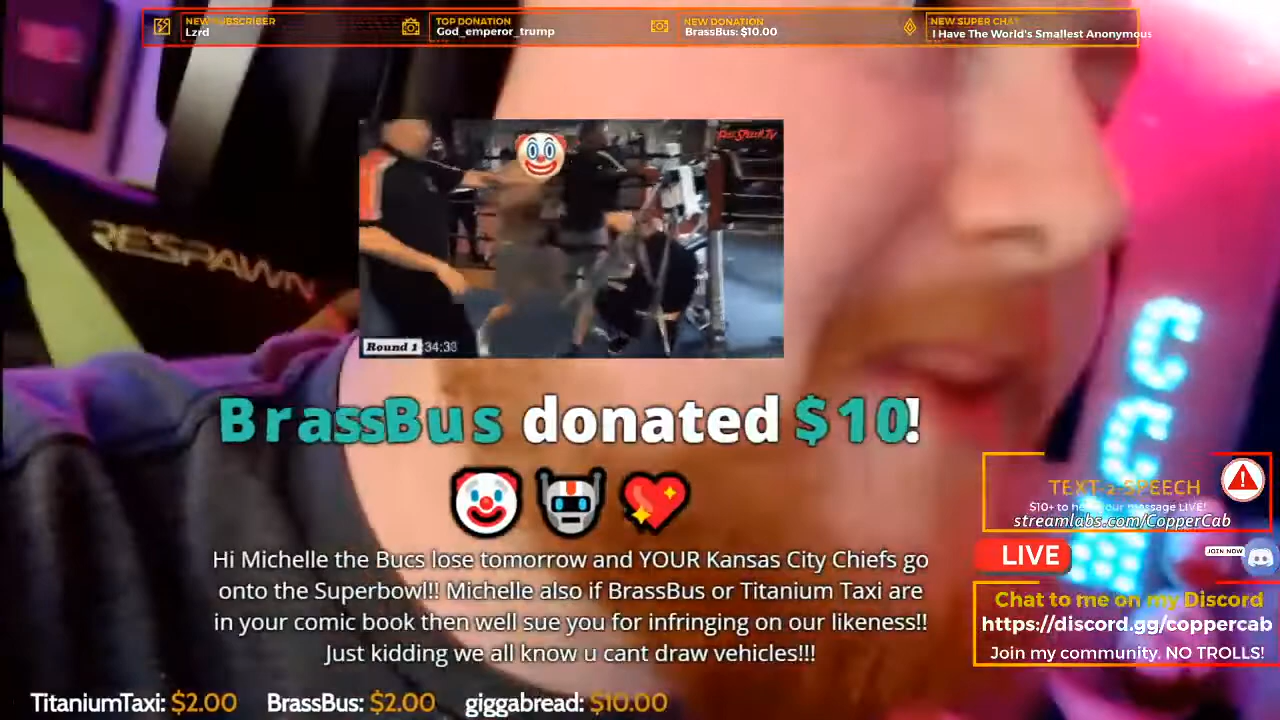 NEW SUBSCRIBER
Lzrd
TOP DONATION
God_emperor_trump
NEW DONATION
BrassBus: $10.00
NEW SUPER CHAT
I Have The World's Smallest Anonymous
RESPAWN
Round 1 :34:33
BrassBus donated $10!
Hi Michelle the Bucs lose tomorrow and YOUR Kansas City Chiefs go
onto the Superbowl!! Michelle also if BrassBus or Titanium Taxi are
in your comic book then well sue you for infringing on our likeness!!
Just kidding we all know u cant draw vehicles!!!
CC
TEXT-2-SPEECH
$10+ to hear your message LIVE!
streamlabs.com/CopperCab
LIVE
JOIN NOW
Chat to me on my Discord
https://discord.gg/coppercab
Join my community. NO TROLLS!
TitaniumTaxi: $2.00 BrassBus: $2.00 giggabread: $10.00